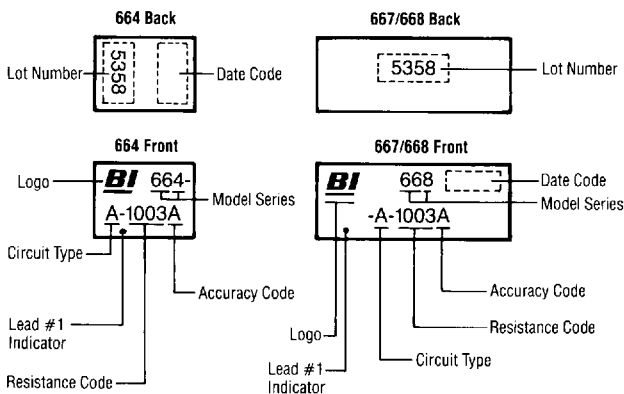 664 Back
667/668 Back
Lot Number
5358
Date Code
5358
Lot Number
664 Front
667/668 Front
Logo
BI 664-
Model Series
A-1003A
Circuit Type
Accuracy Code
Lead #1
Indicator
Resistance Code
BI 668
Date Code
Model Series
-A-1003A
Accuracy Code
Resistance Code
Logo
Circuit Type
Lead #1
Indicator